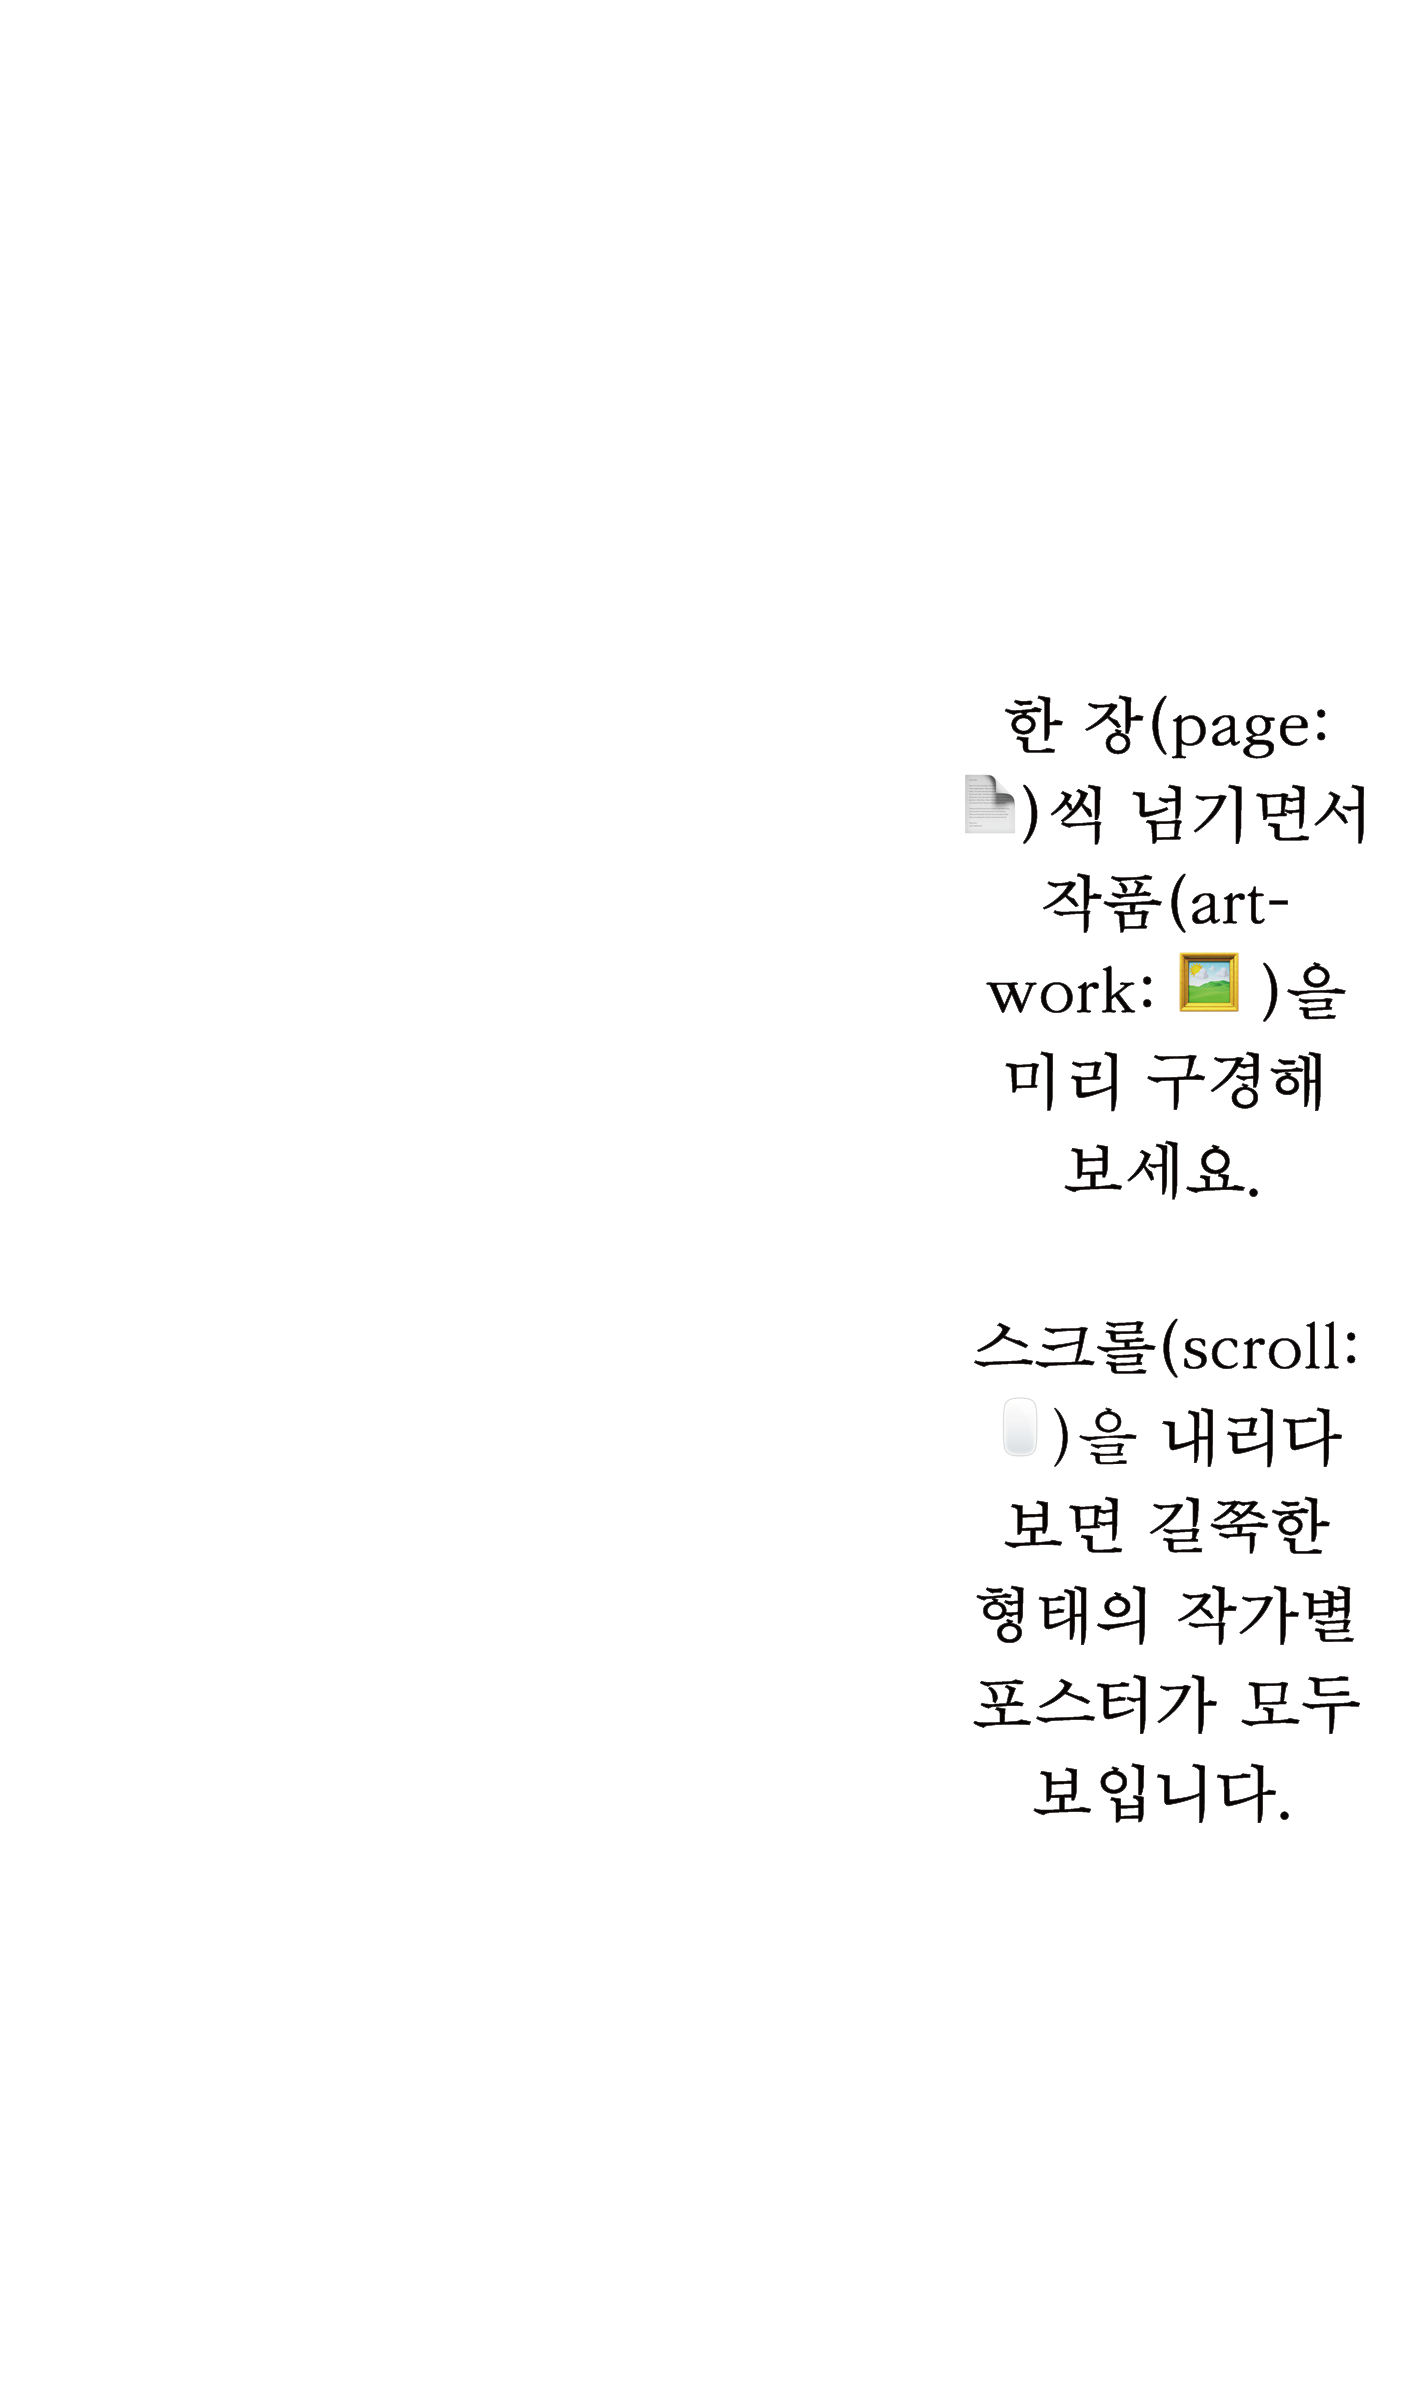 한 장(page:
📄)씩 넘기면서
작품(art-
work: 🖼️ )을
미리 구경해
보세요.
스크롤(scroll:
)을 내리다
보면 길쭉한
형태의 작가별
포스터가 모두
보입니다.